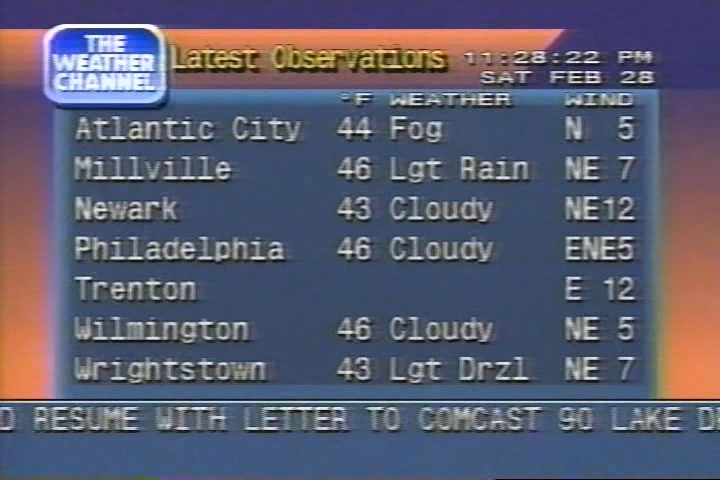 THE
WEATHER
CHANNEL
Latest Observations 11:28:22 PM
SAT FEB 28
°F WEATHER WIND
Atlantic City 44 Fog N 5
Millville 46 Lgt Rain NE 7
Newark 43 Cloudy NE12
Philadelphia 46 Cloudy ENE5
Trenton E 12
Wilmington 46 Cloudy NE 5
Wrightstown 43 Lgt Drzl NE 7
D RESUME WITH LETTER TO COMCAST 90 LAKE